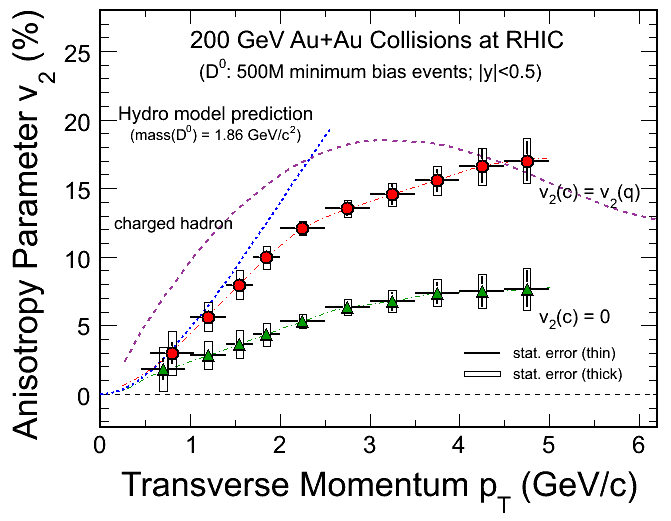 200 GeV Au+Au Collisions at RHIC
(D⁰: 500M minimum bias events; |y|<0.5)
Hydro model prediction
(mass(D⁰) = 1.86 GeV/c²)
charged hadron
v₂(c) = v₂(q)
v₂(c) = 0
stat. error (thin)
stat. error (thick)
Anisotropy Parameter v₂ (%)
25
20
15
10
5
0
0 1 2 3 4 5 6
Transverse Momentum p_T (GeV/c)